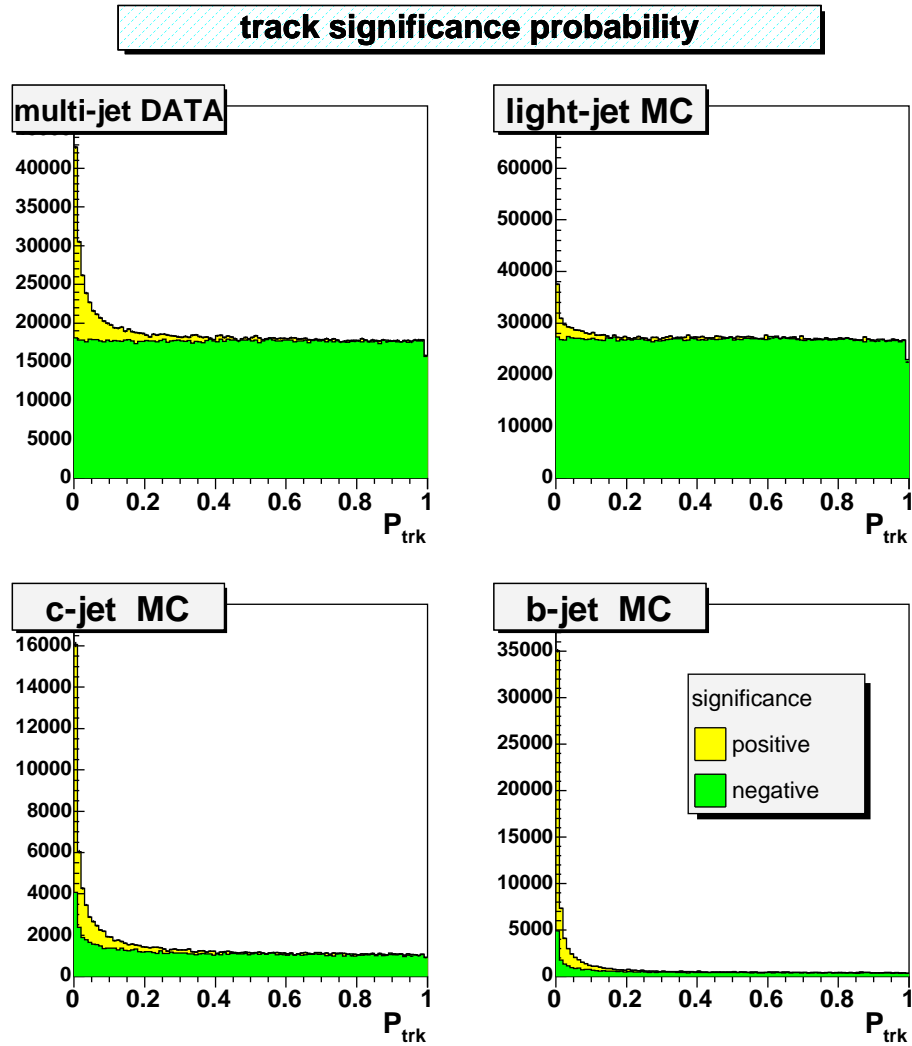 track significance probability
multi-jet DATA
40000
35000
30000
25000
20000
15000
10000
5000
0
0 0.2 0.4 0.6 0.8 1
P_trk
light-jet MC
60000
50000
40000
30000
20000
10000
0
0 0.2 0.4 0.6 0.8 1
P_trk
c-jet MC
16000
14000
12000
10000
8000
6000
4000
2000
0
0 0.2 0.4 0.6 0.8 1
P_trk
b-jet MC
35000
30000
25000
20000
15000
10000
5000
0
0 0.2 0.4 0.6 0.8 1
P_trk
significance
positive
negative